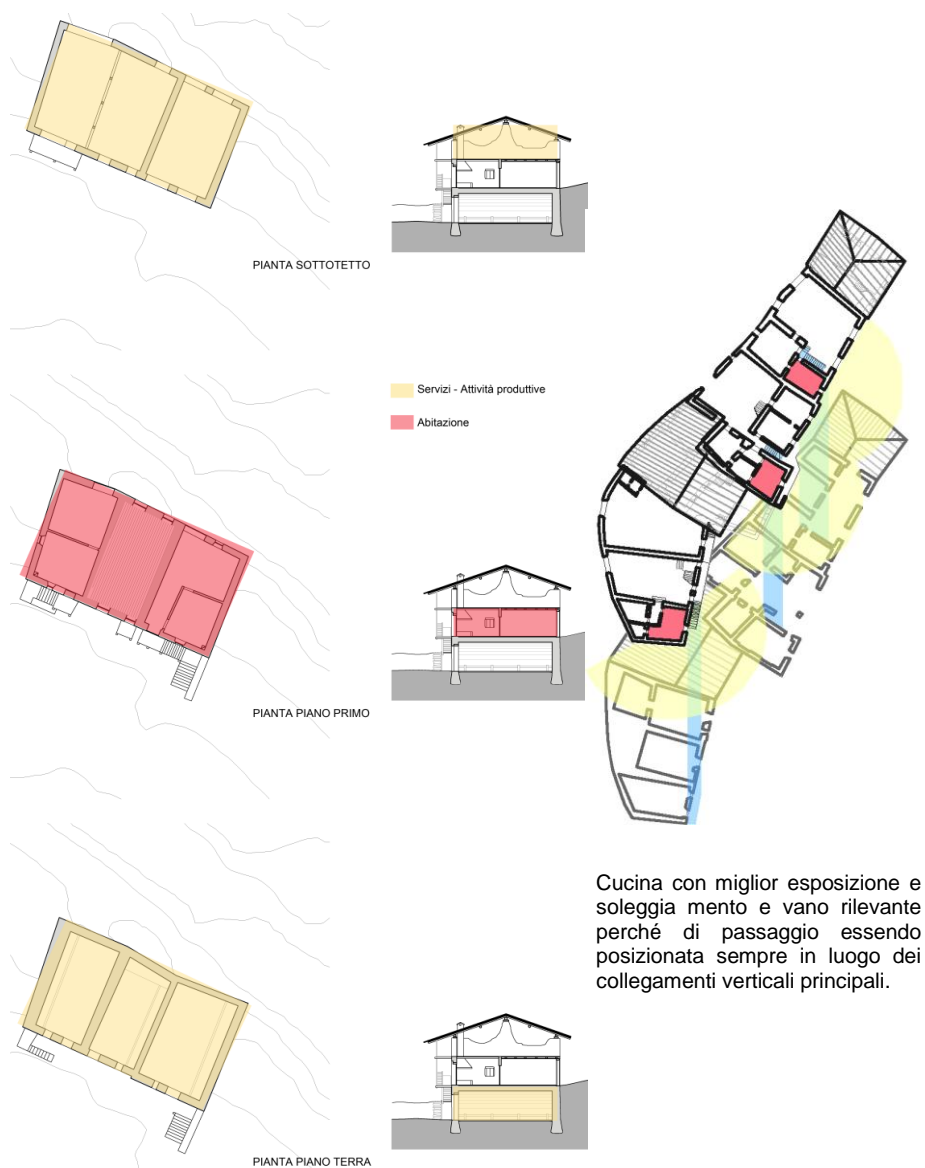 PIANTA SOTTOTETTO
Servizi - Attività produttive
Abitazione
PIANTA PIANO PRIMO
Cucina con miglior esposizione e
soleggia mento e vano rilevante
perché di passaggio essendo
posizionata sempre in luogo dei
collegamenti verticali principali.
PIANTA PIANO TERRA